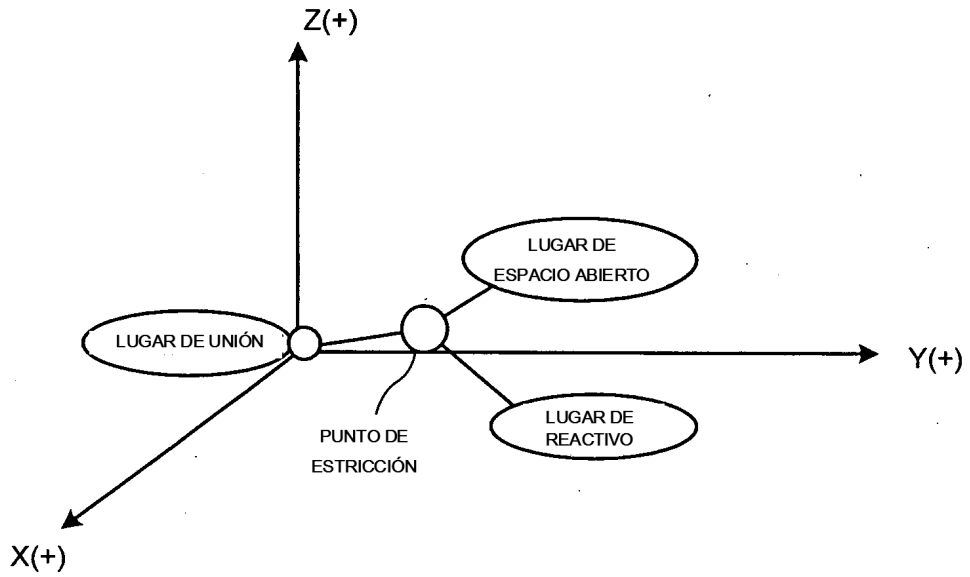 Z(+)
LUGAR DE
ESPACIO ABIERTO
LUGAR DE UNIÓN
Y(+)
LUGAR DE
REACTIVO
PUNTO DE
ESTRICCIÓN
X(+)